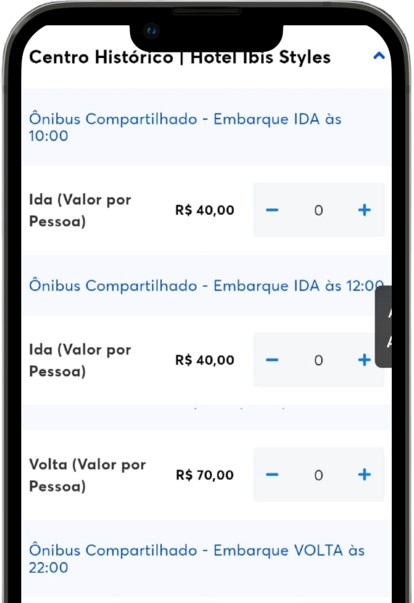 Centro Histórico | Hotel Ibis Styles
Ônibus Compartilhado - Embarque IDA às
10:00
Ida (Valor por
Pessoa)
R$ 40,00
− 0 +
Ônibus Compartilhado - Embarque IDA às 12:00
Ida (Valor por
Pessoa)
R$ 40,00
− 0 +
Volta (Valor por
Pessoa)
R$ 70,00
− 0 +
Ônibus Compartilhado - Embarque VOLTA às
22:00